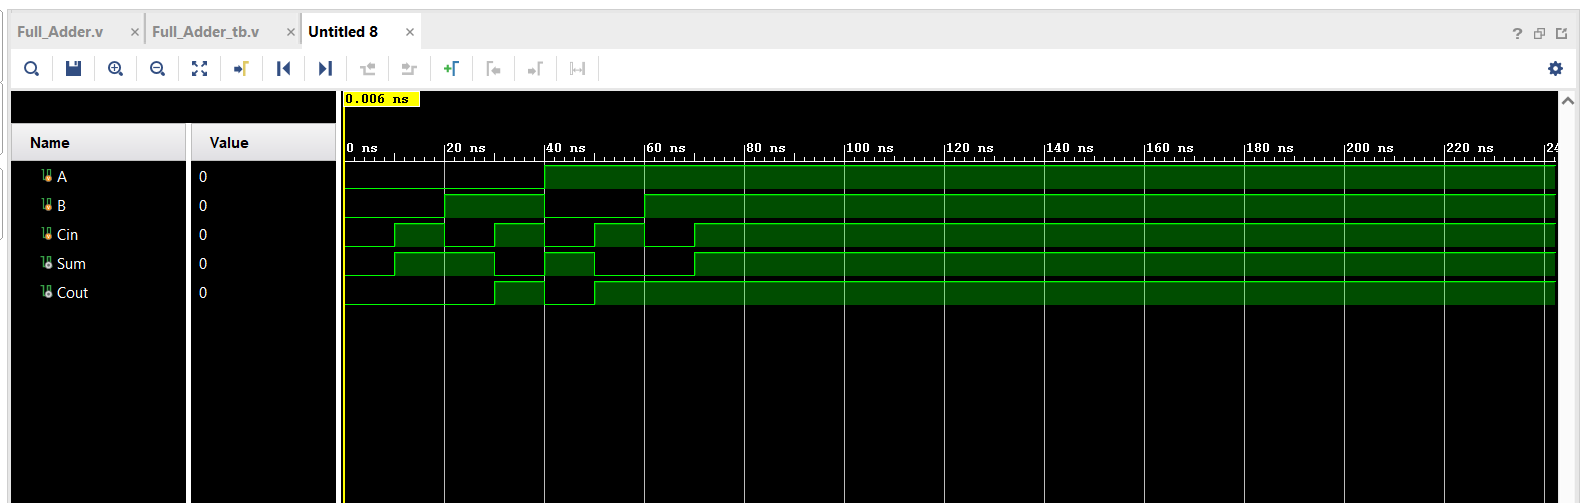 Full_Adder.v × Full_Adder_tb.v × Untitled 8 ×
?
0.006 ns
Name Value
0 ns 20 ns 40 ns 60 ns 80 ns 100 ns 120 ns 140 ns 160 ns 180 ns 200 ns 220 ns 24
A 0
B 0
Cin 0
Sum 0
Cout 0